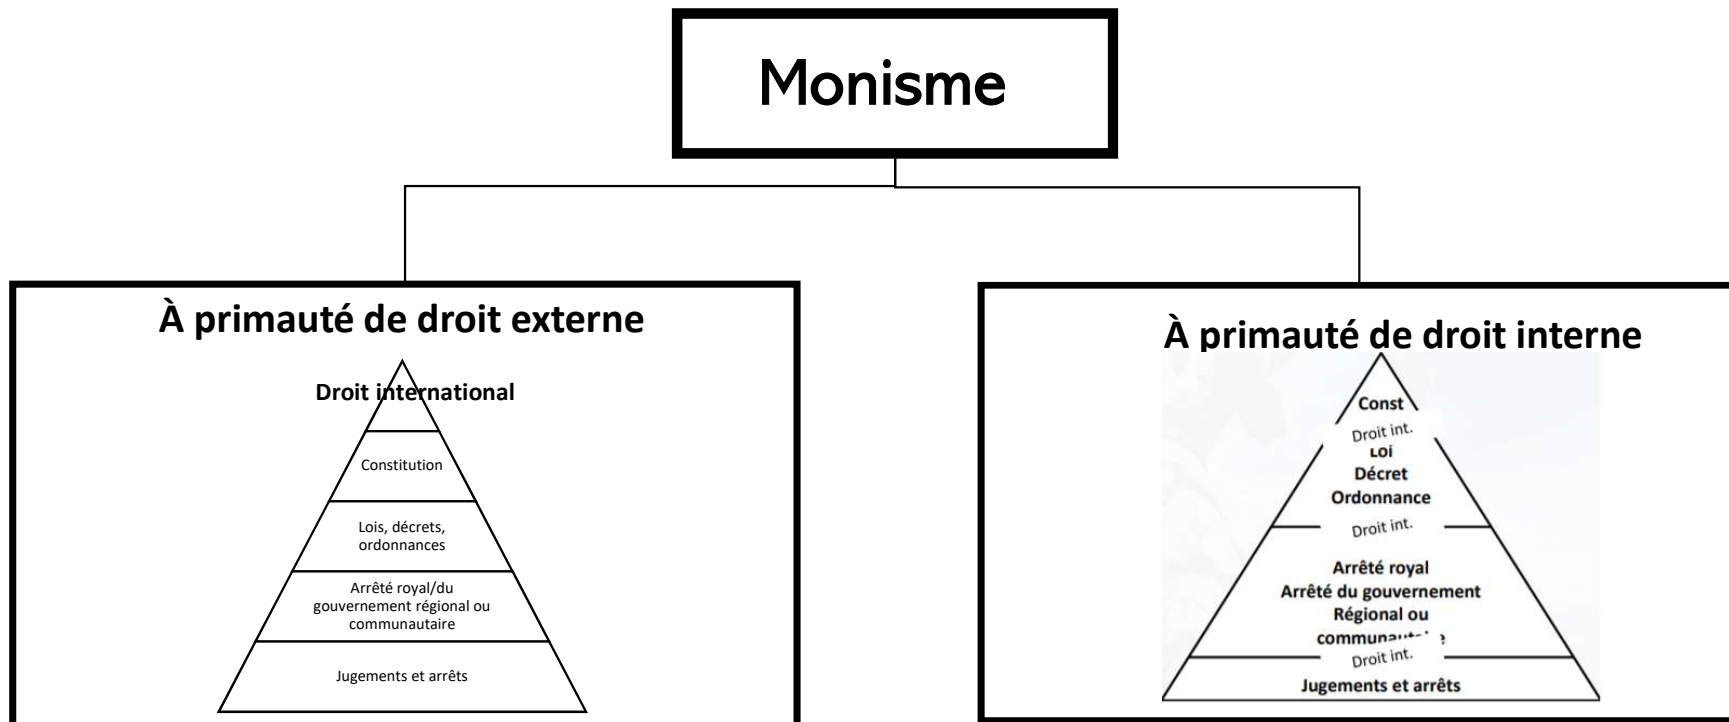 Monisme
À primauté de droit externe
Droit international
Constitution
Lois, décrets,
ordonnances
Arrêté royal/du
gouvernement régional ou
communautaire
Jugements et arrêts
À primauté de droit interne
Const
Droit int.
Loi
Décret
Ordonnance
Droit int.
Arrêté royal
Arrêté du gouvernement
Régional ou
communautaire
Droit int.
Jugements et arrêts